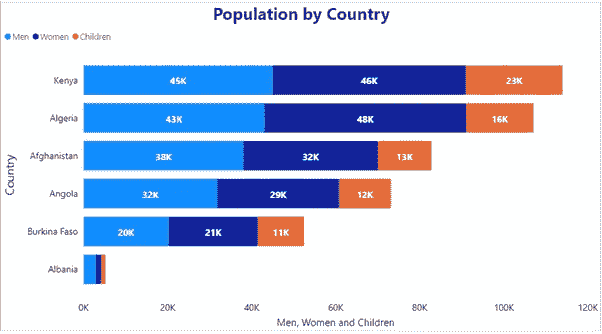 Population by Country
Men Women Children
Country
Kenya 45K 46K 23K
Algeria 43K 48K 16K
Afghanistan 38K 32K 13K
Angola 32K 29K 12K
Burkina Faso 20K 21K 11K
Albania
0K 20K 40K 60K 80K 100K 120K
Men, Women and Children